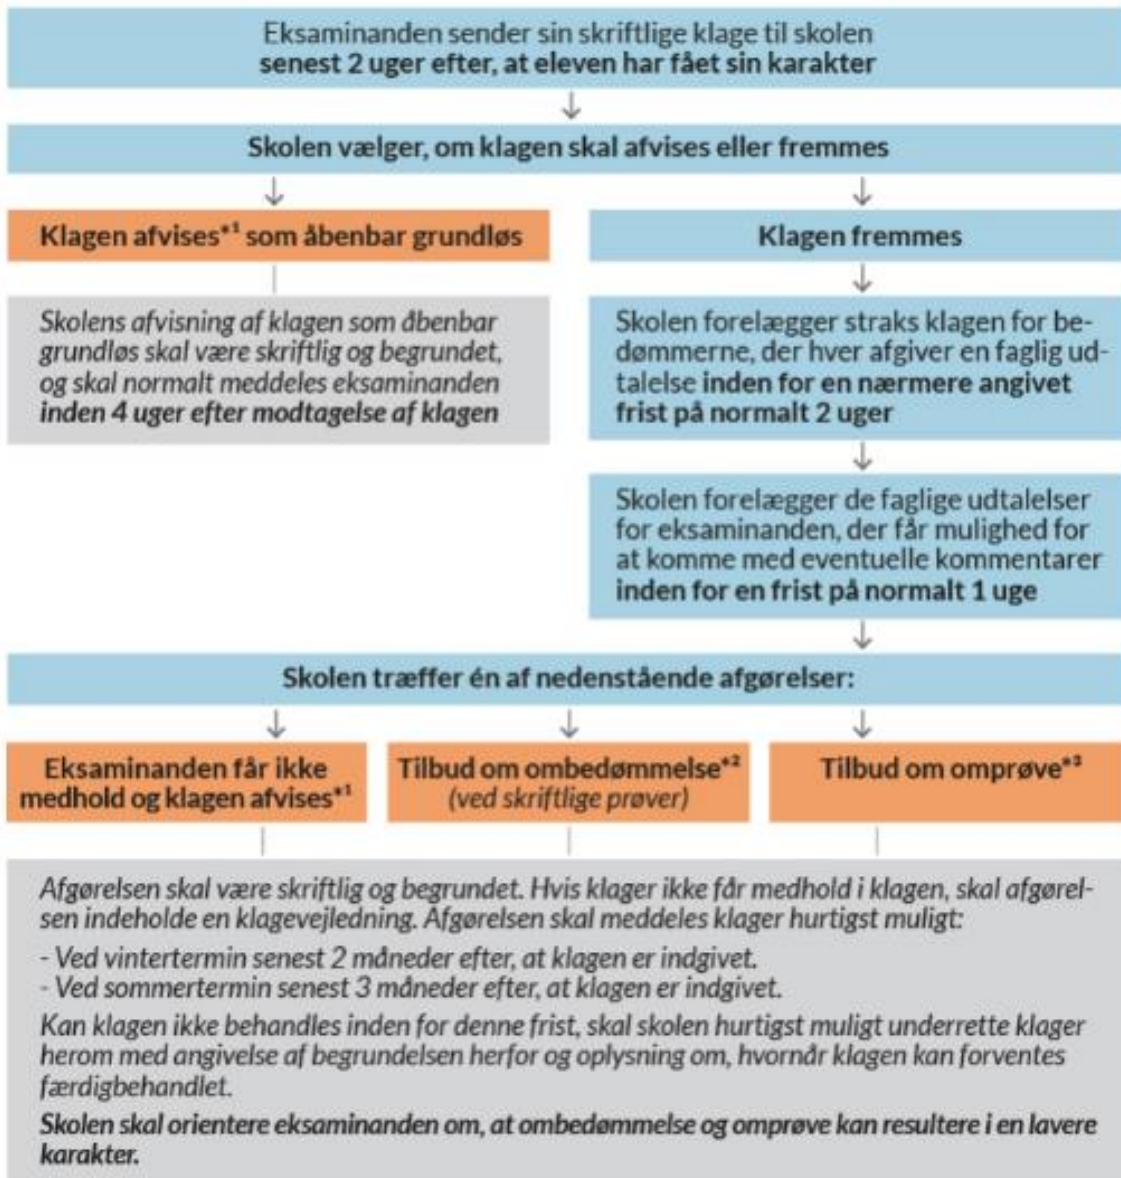 Eksaminanden sender sin skriftlige klage til skolen
senest 2 uger efter, at eleven har fået sin karakter
Skolen vælger, om klagen skal afvises eller fremmes
Klagen afvises*¹ som åbenbar grundløs
Skolens afvisning af klagen som åbenbar
grundløs skal være skriftlig og begrundet,
og skal normalt meddeles eksaminanden
inden 4 uger efter modtagelse af klagen
Klagen fremmes
Skolen forelægger straks klagen for be-
dømmerne, der hver afgiver en faglig ud-
talelse inden for en nærmere angivet
frist på normalt 2 uger
Skolen forelægger de faglige udtalelser
for eksaminanden, der får mulighed for
at komme med eventuelle kommentarer
inden for en frist på normalt 1 uge
Skolen træffer én af nedenstående afgørelser:
Eksaminanden får ikke
medhold og klagen afvises*¹
Tilbud om ombedømmelse*²
(ved skriftlige prøver)
Tilbud om omprøve*³
Afgørelsen skal være skriftlig og begrundet. Hvis klager ikke får medhold i klagen, skal afgørel-
sen indeholde en klagevejledning. Afgørelsen skal meddeles klager hurtigst muligt:
- Ved vintertermin senest 2 måneder efter, at klagen er indgivet.
- Ved sommertermin senest 3 måneder efter, at klagen er indgivet.
Kan klagen ikke behandles inden for denne frist, skal skolen hurtigst muligt underrette klager
herom med angivelse af begrundelsen herfor og oplysning om, hvornår klagen kan forventes
færdigbehandlet.
Skolen skal orientere eksaminanden om, at ombedømmelse og omprøve kan resultere i en lavere
karakter.